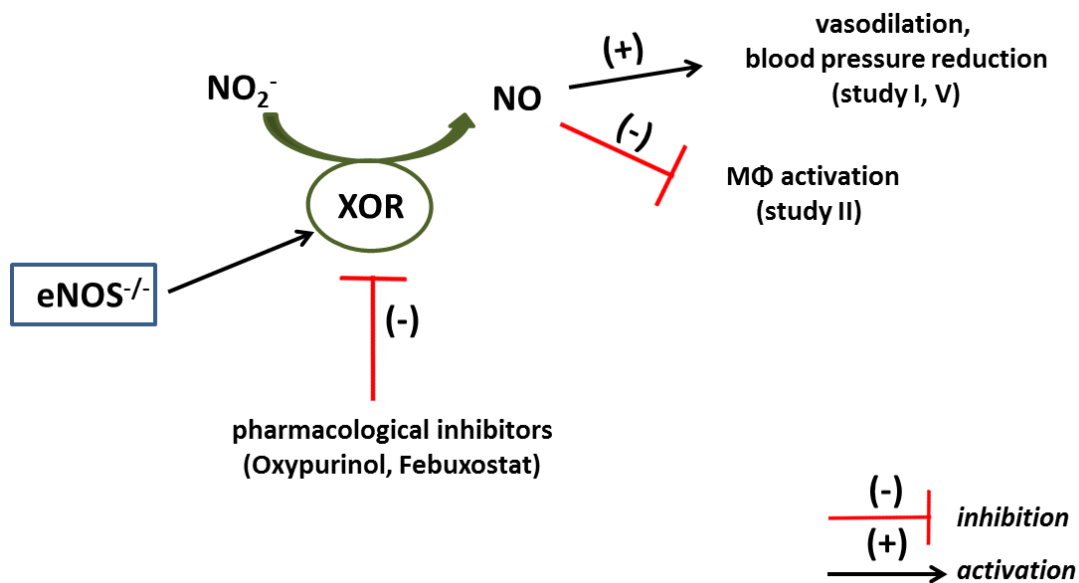 vasodilation,
blood pressure reduction
(study I, V)
(+)
NO₂⁻
NO
(-)
MΦ activation
(study II)
XOR
eNOS⁻/⁻
(-)
pharmacological inhibitors
(Oxypurinol, Febuxostat)
(-)
inhibition
(+)
activation